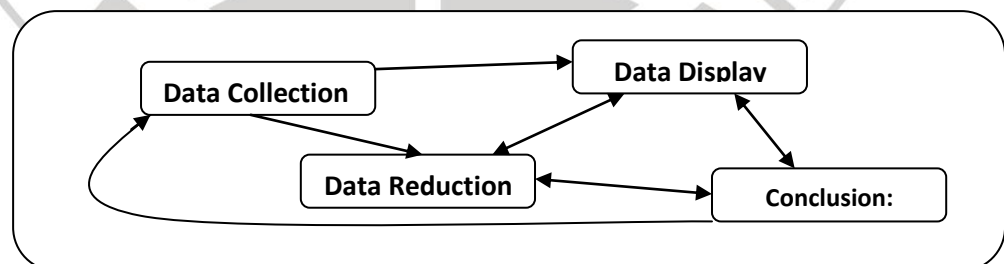 Data Collection
Data Display
Data Reduction
Conclusion: